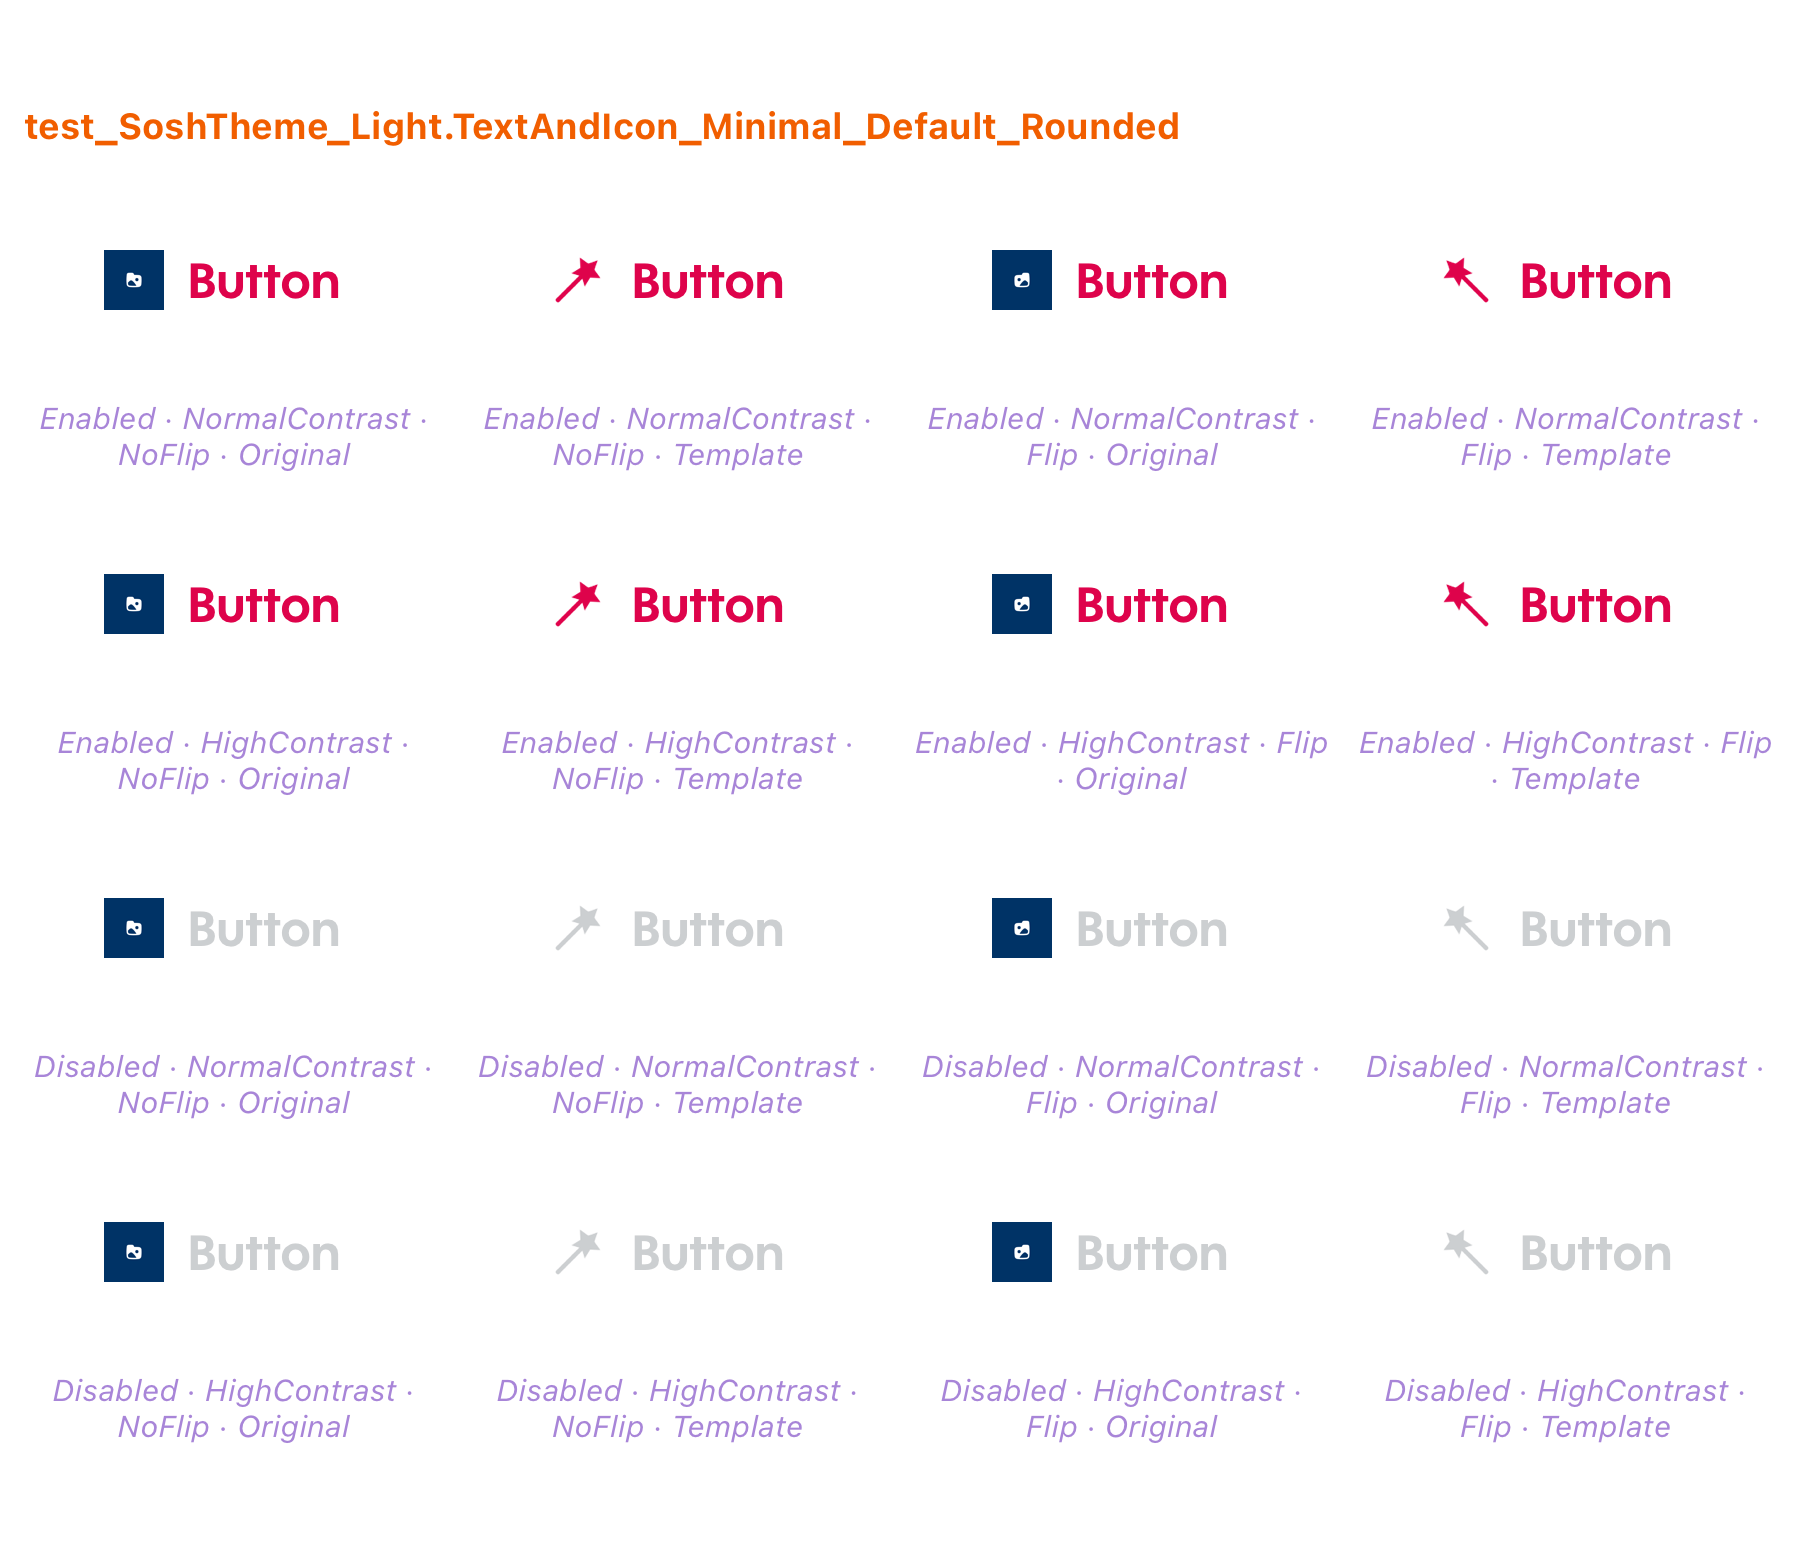 test_SoshTheme_Light.TextAndIcon_Minimal_Default_Rounded
Button
Button
Button
Button
Enabled · NormalContrast ·
NoFlip · Original
Enabled · NormalContrast ·
NoFlip · Template
Enabled · NormalContrast ·
Flip · Original
Enabled · NormalContrast ·
Flip · Template
Button
Button
Button
Button
Enabled · HighContrast ·
NoFlip · Original
Enabled · HighContrast ·
NoFlip · Template
Enabled · HighContrast · Flip
· Original
Enabled · HighContrast · Flip
· Template
Button
Button
Button
Button
Disabled · NormalContrast ·
NoFlip · Original
Disabled · NormalContrast ·
NoFlip · Template
Disabled · NormalContrast ·
Flip · Original
Disabled · NormalContrast ·
Flip · Template
Button
Button
Button
Button
Disabled · HighContrast ·
NoFlip · Original
Disabled · HighContrast ·
NoFlip · Template
Disabled · HighContrast ·
Flip · Original
Disabled · HighContrast ·
Flip · Template